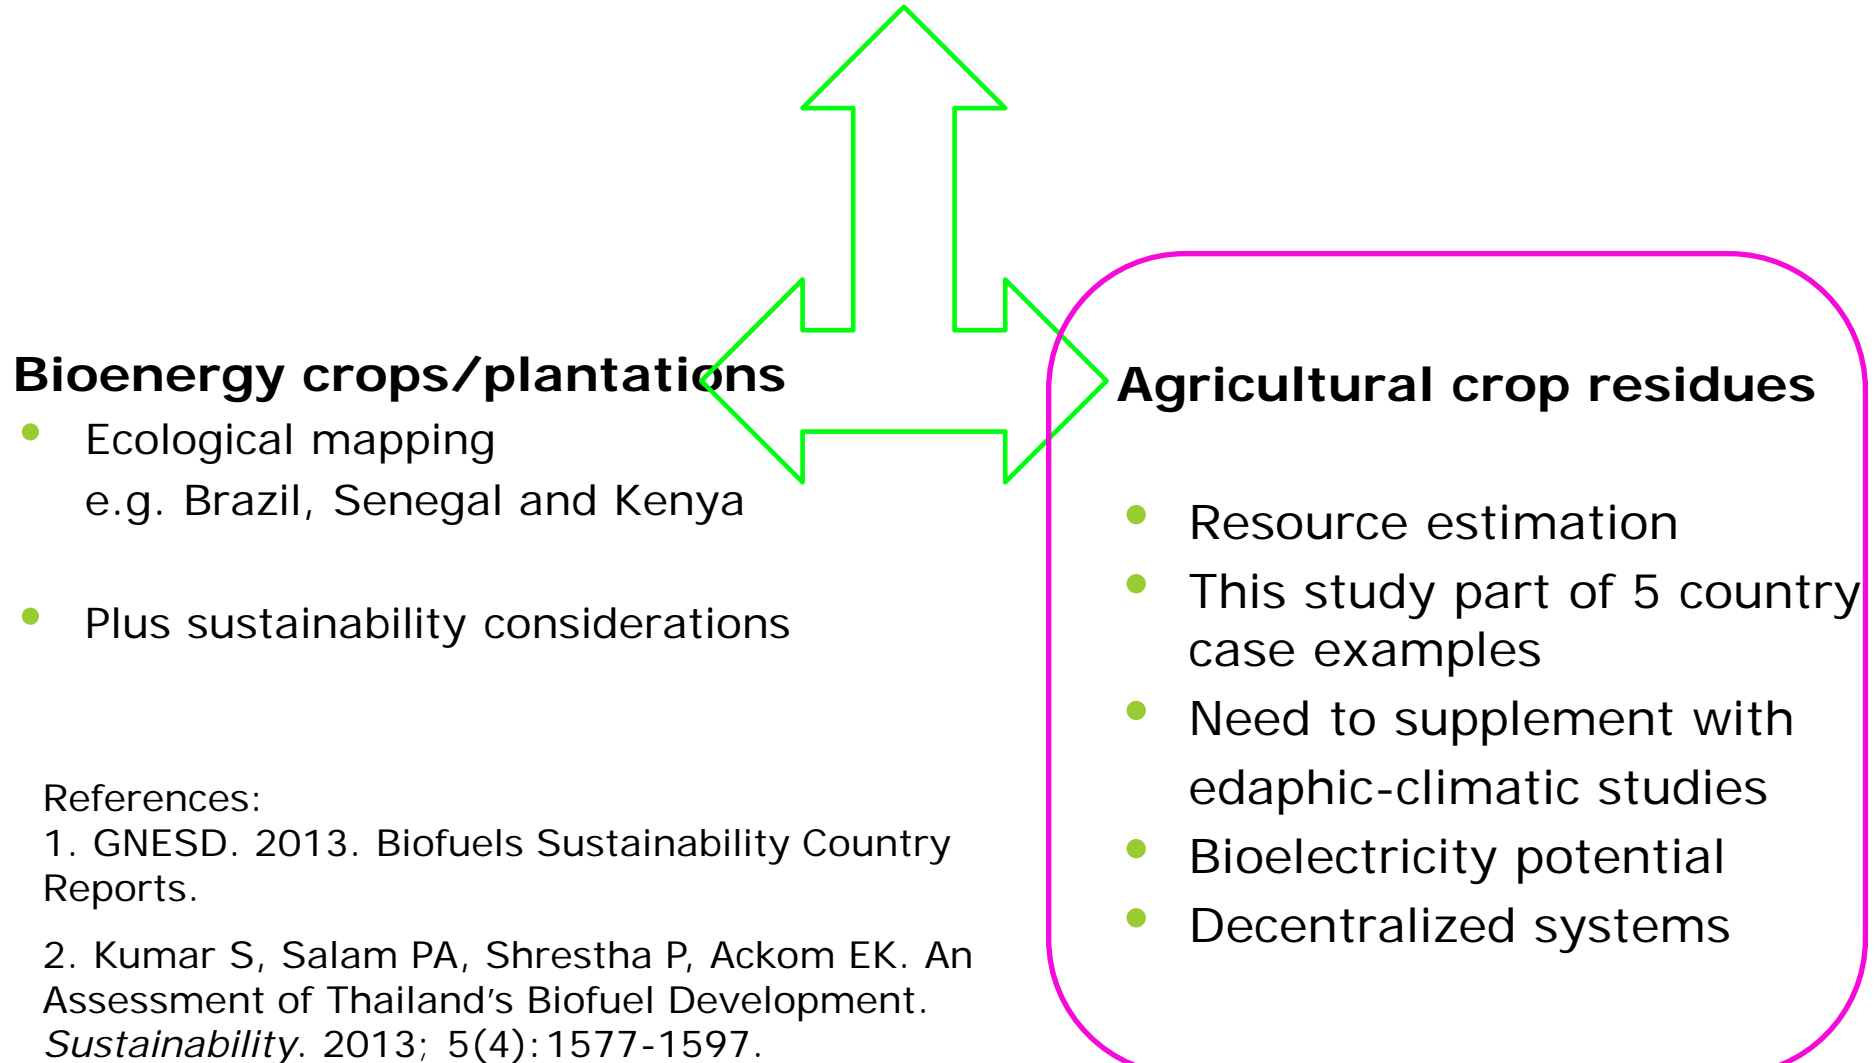 Bioenergy crops/plantations
• Ecological mapping
e.g. Brazil, Senegal and Kenya
• Plus sustainability considerations
References:
1. GNESD. 2013. Biofuels Sustainability Country
Reports.
2. Kumar S, Salam PA, Shrestha P, Ackom EK. An
Assessment of Thailand’s Biofuel Development.
Sustainability. 2013; 5(4):1577-1597.
Agricultural crop residues
• Resource estimation
• This study part of 5 country
case examples
• Need to supplement with
edaphic-climatic studies
• Bioelectricity potential
• Decentralized systems